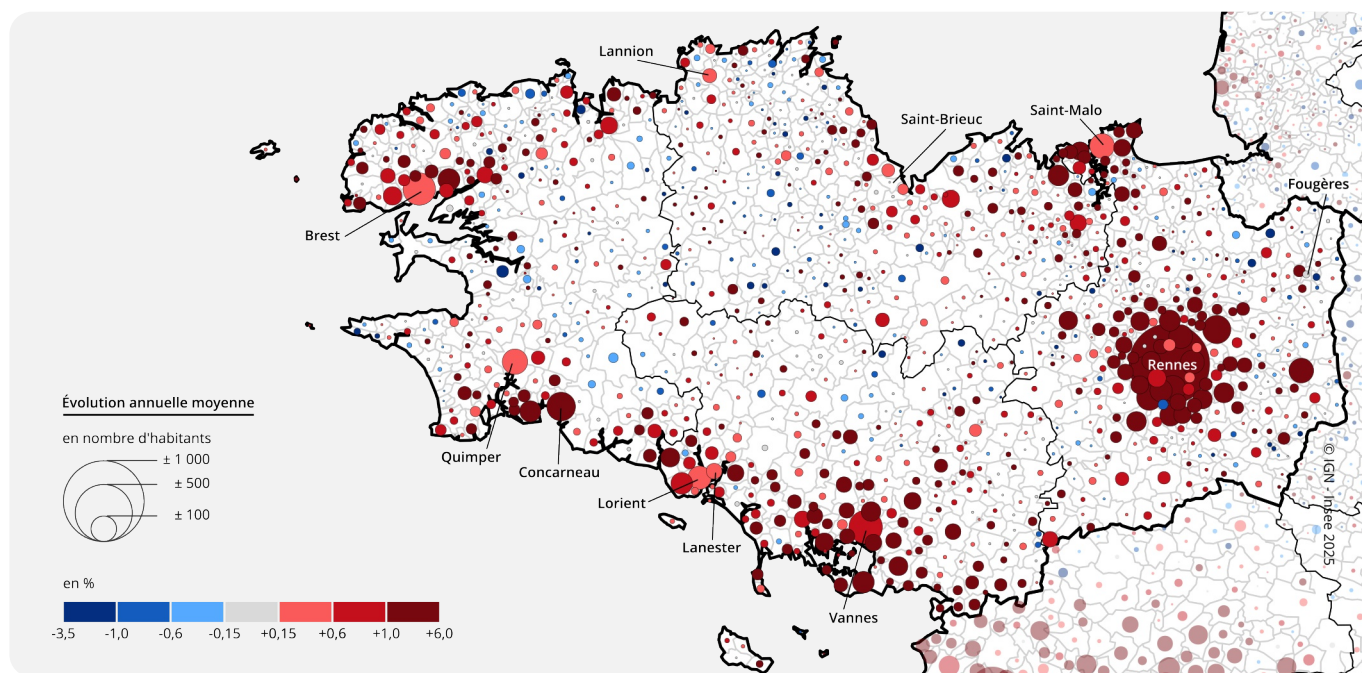 Lannion
Saint-Malo
Saint-Brieuc
Fougères
Brest
Rennes
Évolution annuelle moyenne
en nombre d'habitants
± 1 000
± 500
± 100
Quimper
Concarneau
Lorient
Lanester
Vannes
en %
-3,5 -1,0 -0,6 -0,15 +0,15 +0,6 +1,0 +6,0
© IGN - Insee 2025